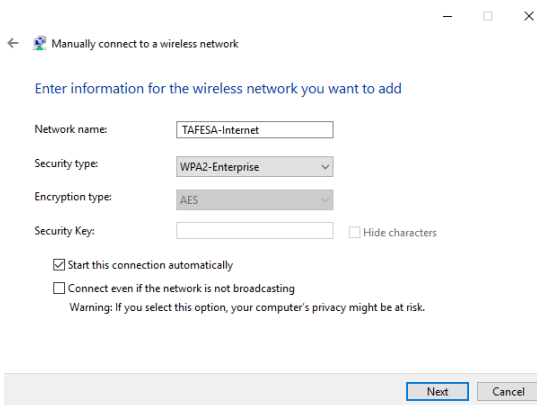 Manually connect to a wireless network
Enter information for the wireless network you want to add
Network name: TAFESA-Internet
Security type: WPA2-Enterprise
Encryption type: AES
Security Key: Hide characters
Start this connection automatically
Connect even if the network is not broadcasting
Warning: If you select this option, your computer's privacy might be at risk.
Next Cancel